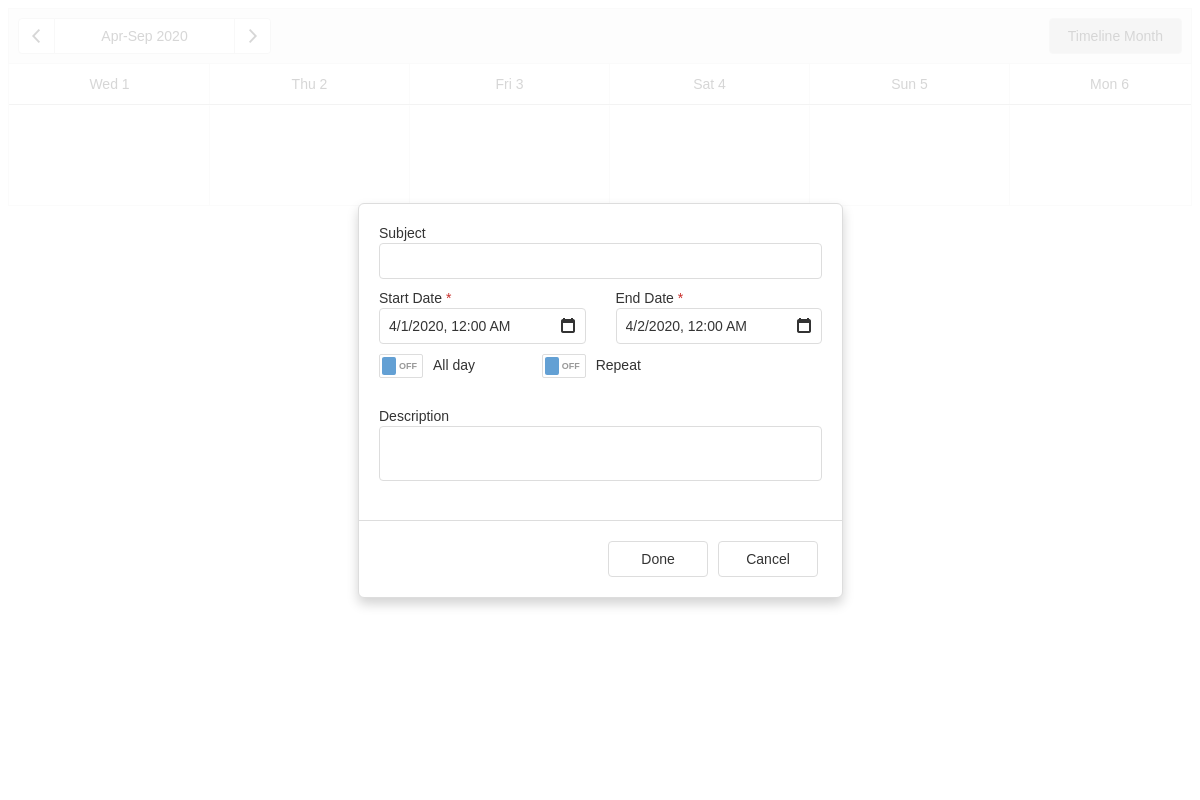 Apr-Sep 2020 Timeline Month
Wed 1 Thu 2 Fri 3 Sat 4 Sun 5 Mon 6
Subject
Start Date * End Date *
4/1/2020, 12:00 AM 4/2/2020, 12:00 AM
OFF All day OFF Repeat
Description
Done Cancel